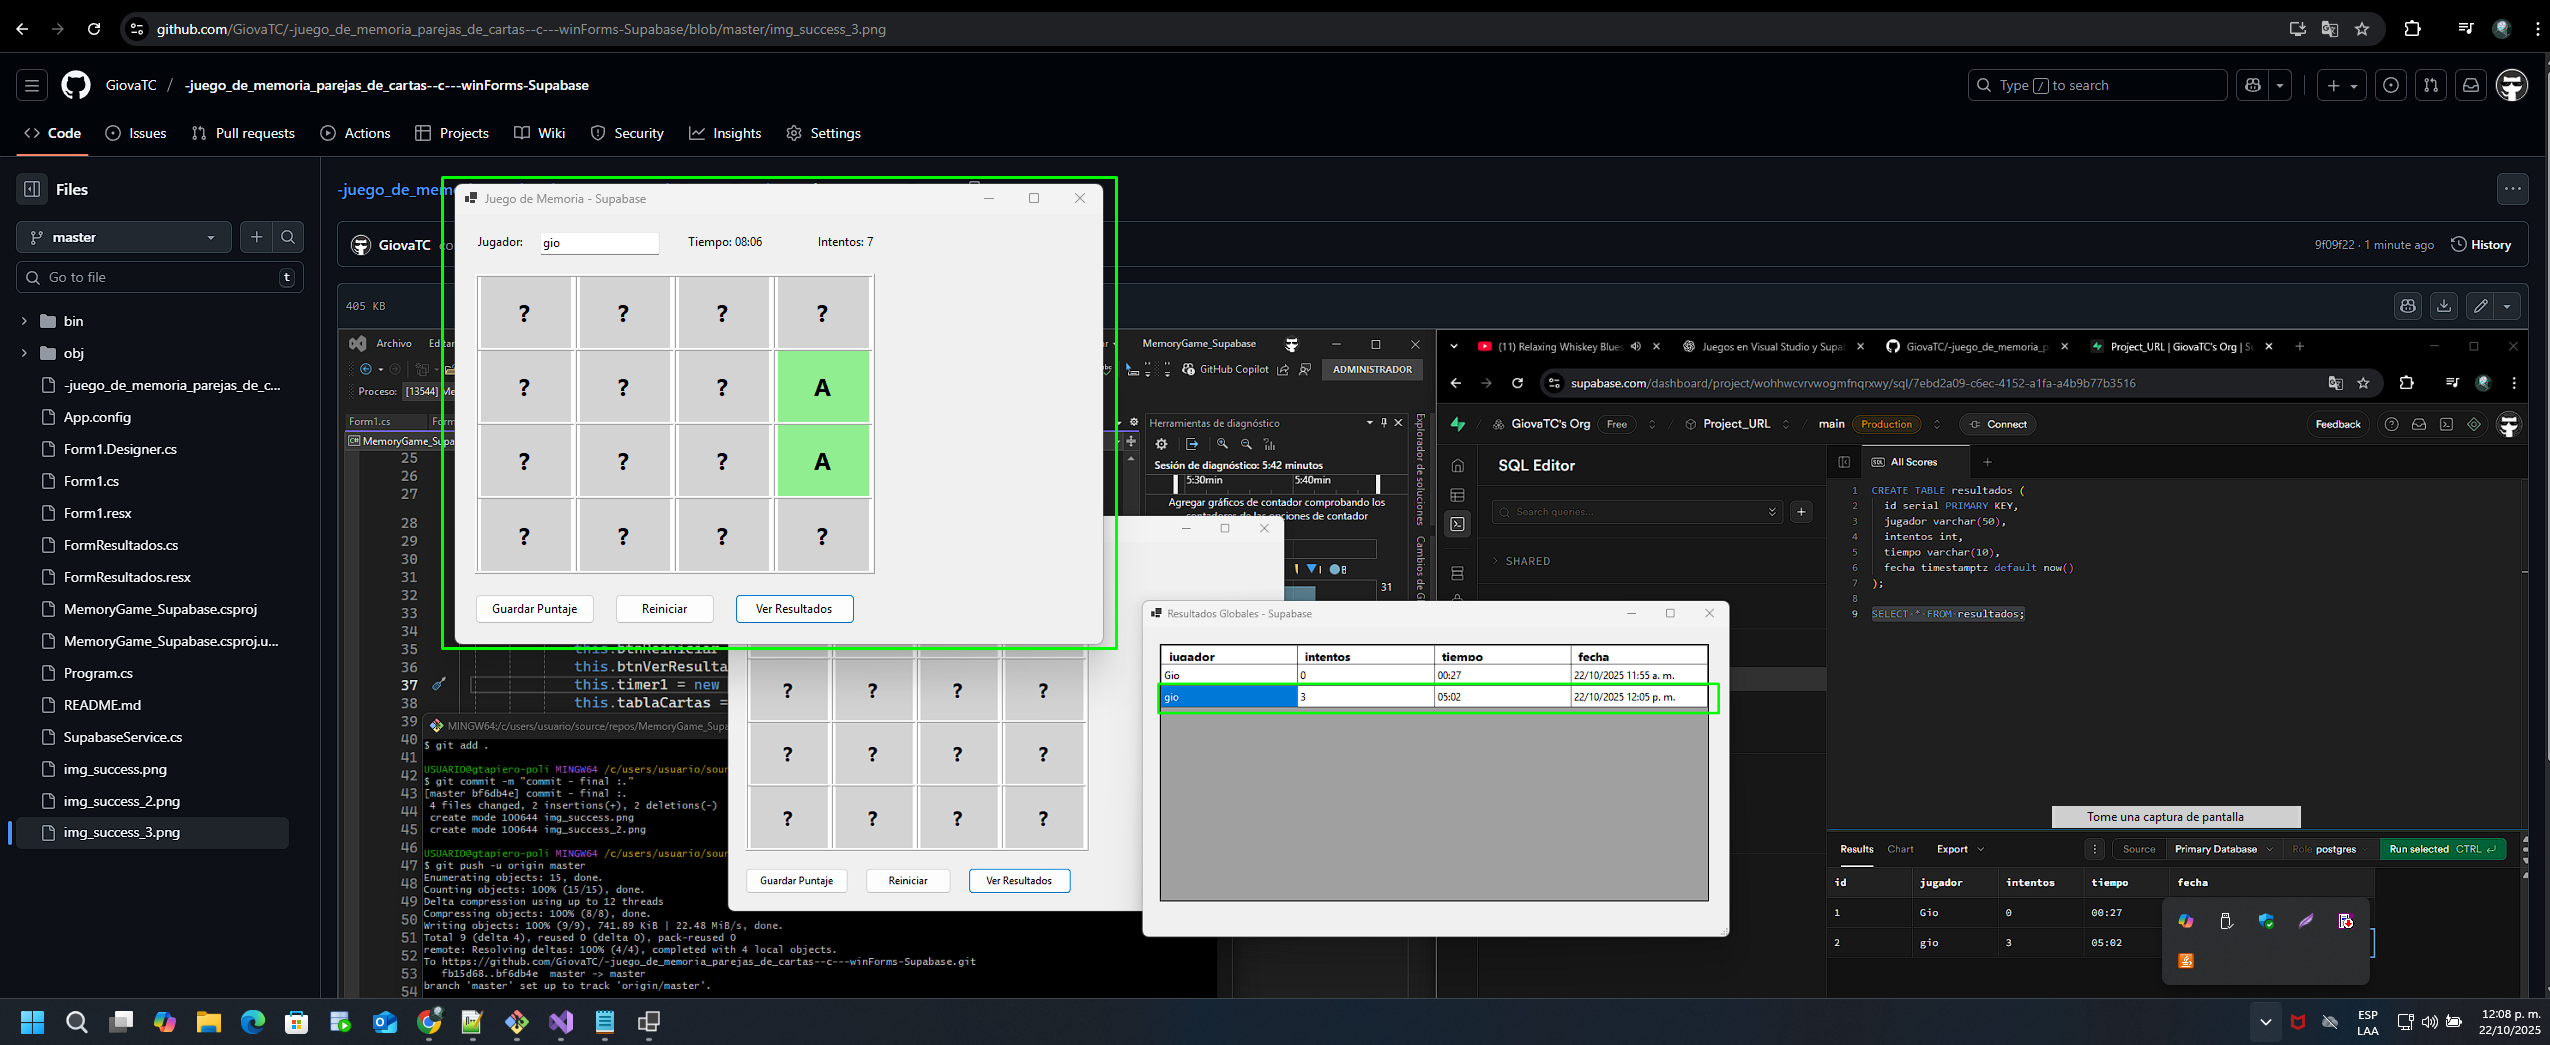 github.com/GiovaTC/-juego_de_memoria_parejas_de_cartas--c---winForms-Supabase/blob/master/img_success_3.png
GiovaTC / -juego_de_memoria_parejas_de_cartas--c---winForms-Supabase
Type / to search
Code Issues Pull requests Actions Projects Wiki Security Insights Settings
Files
master
Go to file t
bin
obj
-juego_de_memoria_parejas_de_c...
App.config
Form1.Designer.cs
Form1.cs
Form1.resx
FormResultados.cs
FormResultados.resx
MemoryGame_Supabase.csproj
MemoryGame_Supabase.csproj.u...
Program.cs
README.md
SupabaseService.cs
img_success.png
img_success_2.png
img_success_3.png
-juego_de_mem
GiovaTC
9f09f22 · 1 minute ago History
405 KB
Juego de Memoria - Supabase
Jugador: gio Tiempo: 08:06 Intentos: 7
? ? ? ?
? ? ? A
? ? ? A
? ? ? ?
Guardar Puntaje Reiniciar Ver Resultados
Archivo
MemoryGame_Supabase
GitHub Copilot ADMINISTRADOR
Proceso: [13544]
Form1.cs
MemoryGame_Supa
25
26
27
28
29
30
31
32
33
34
35 this.btnReiniciar
36 this.btnVerResulta
37 this.timer1 = new
38 this.tablaCartas =
39
40
41
42
43
44
45
46
47
48
49
50
51
52
53
54
Herramientas de diagnóstico
Sesión de diagnóstico: 5:42 minutos
5:30min 5:40min
Agregar gráficos de contador comprobando los
contadores de las opciones de contador
31
Explorador de soluciones
Cambios de G
MINGW64:/c/users/usuario/source/repos/MemoryGame_Supa
$ git add .
USUARIO@gtapiero-poli MINGW64 /c/users/usuario/sour
$ git commit -m "commit - final :."
[master bf6db4e] commit - final :.
4 files changed, 2 insertions(+), 2 deletions(-)
create mode 100644 img_success.png
create mode 100644 img_success_2.png
USUARIO@gtapiero-poli MINGW64 /c/users/usuario/sour
$ git push -u origin master
Enumerating objects: 15, done.
Counting objects: 100% (15/15), done.
Delta compression using up to 12 threads
Compressing objects: 100% (8/8), done.
Writing objects: 100% (9/9), 741.89 KiB | 22.48 MiB/s, done.
Total 9 (delta 4), reused 0 (delta 0), pack-reused 0
remote: Resolving deltas: 100% (4/4), completed with 4 local objects.
To https://github.com/GiovaTC/-juego_de_memoria_parejas_de_cartas--c---winForms-Supabase.git
fb15d68..bf6db4e master -> master
branch 'master' set up to track 'origin/master'.
? ? ? ?
? ? ? ?
? ? ? ?
Guardar Puntaje Reiniciar Ver Resultados
Resultados Globales - Supabase
jugador intentos tiempo fecha
Gio 0 00:27 22/10/2025 11:55 a. m.
gio 3 05:02 22/10/2025 12:05 p. m.
(11) Relaxing Whiskey Blues
Juegos en Visual Studio y Supa
GiovaTC/-juego_de_memoria_p
Project_URL | GiovaTC's Org | S
supabase.com/dashboard/project/wohhwcvrvwogmfnqrxwy/sql/7ebd2a09-c6ec-4152-a1fa-a4b9b77b3516
GiovaTC's Org Free Project_URL main Production Connect Feedback
SQL Editor
All Scores
Search queries...
SHARED
1 CREATE TABLE resultados (
2 id serial PRIMARY KEY,
3 jugador varchar(50),
4 intentos int,
5 tiempo varchar(10),
6 fecha timestamptz default now()
7 );
8
9 SELECT * FROM resultados;
Tome una captura de pantalla
Results Chart Export Source Primary Database Role postgres Run selected CTRL
id jugador intentos tiempo fecha
1 Gio 0 00:27
2 gio 3 05:02
ESP
LAA
12:08 p. m.
22/10/2025